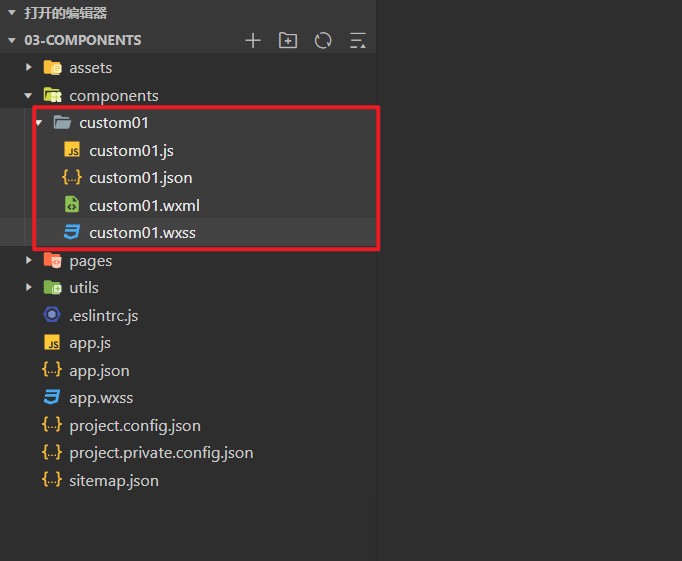 打开的编辑器
03-COMPONENTS
assets
components
custom01
JS custom01.js
{..} custom01.json
custom01.wxml
custom01.wxss
pages
utils
.eslintrc.js
JS app.js
{..} app.json
app.wxss
{..} project.config.json
{..} project.private.config.json
{..} sitemap.json